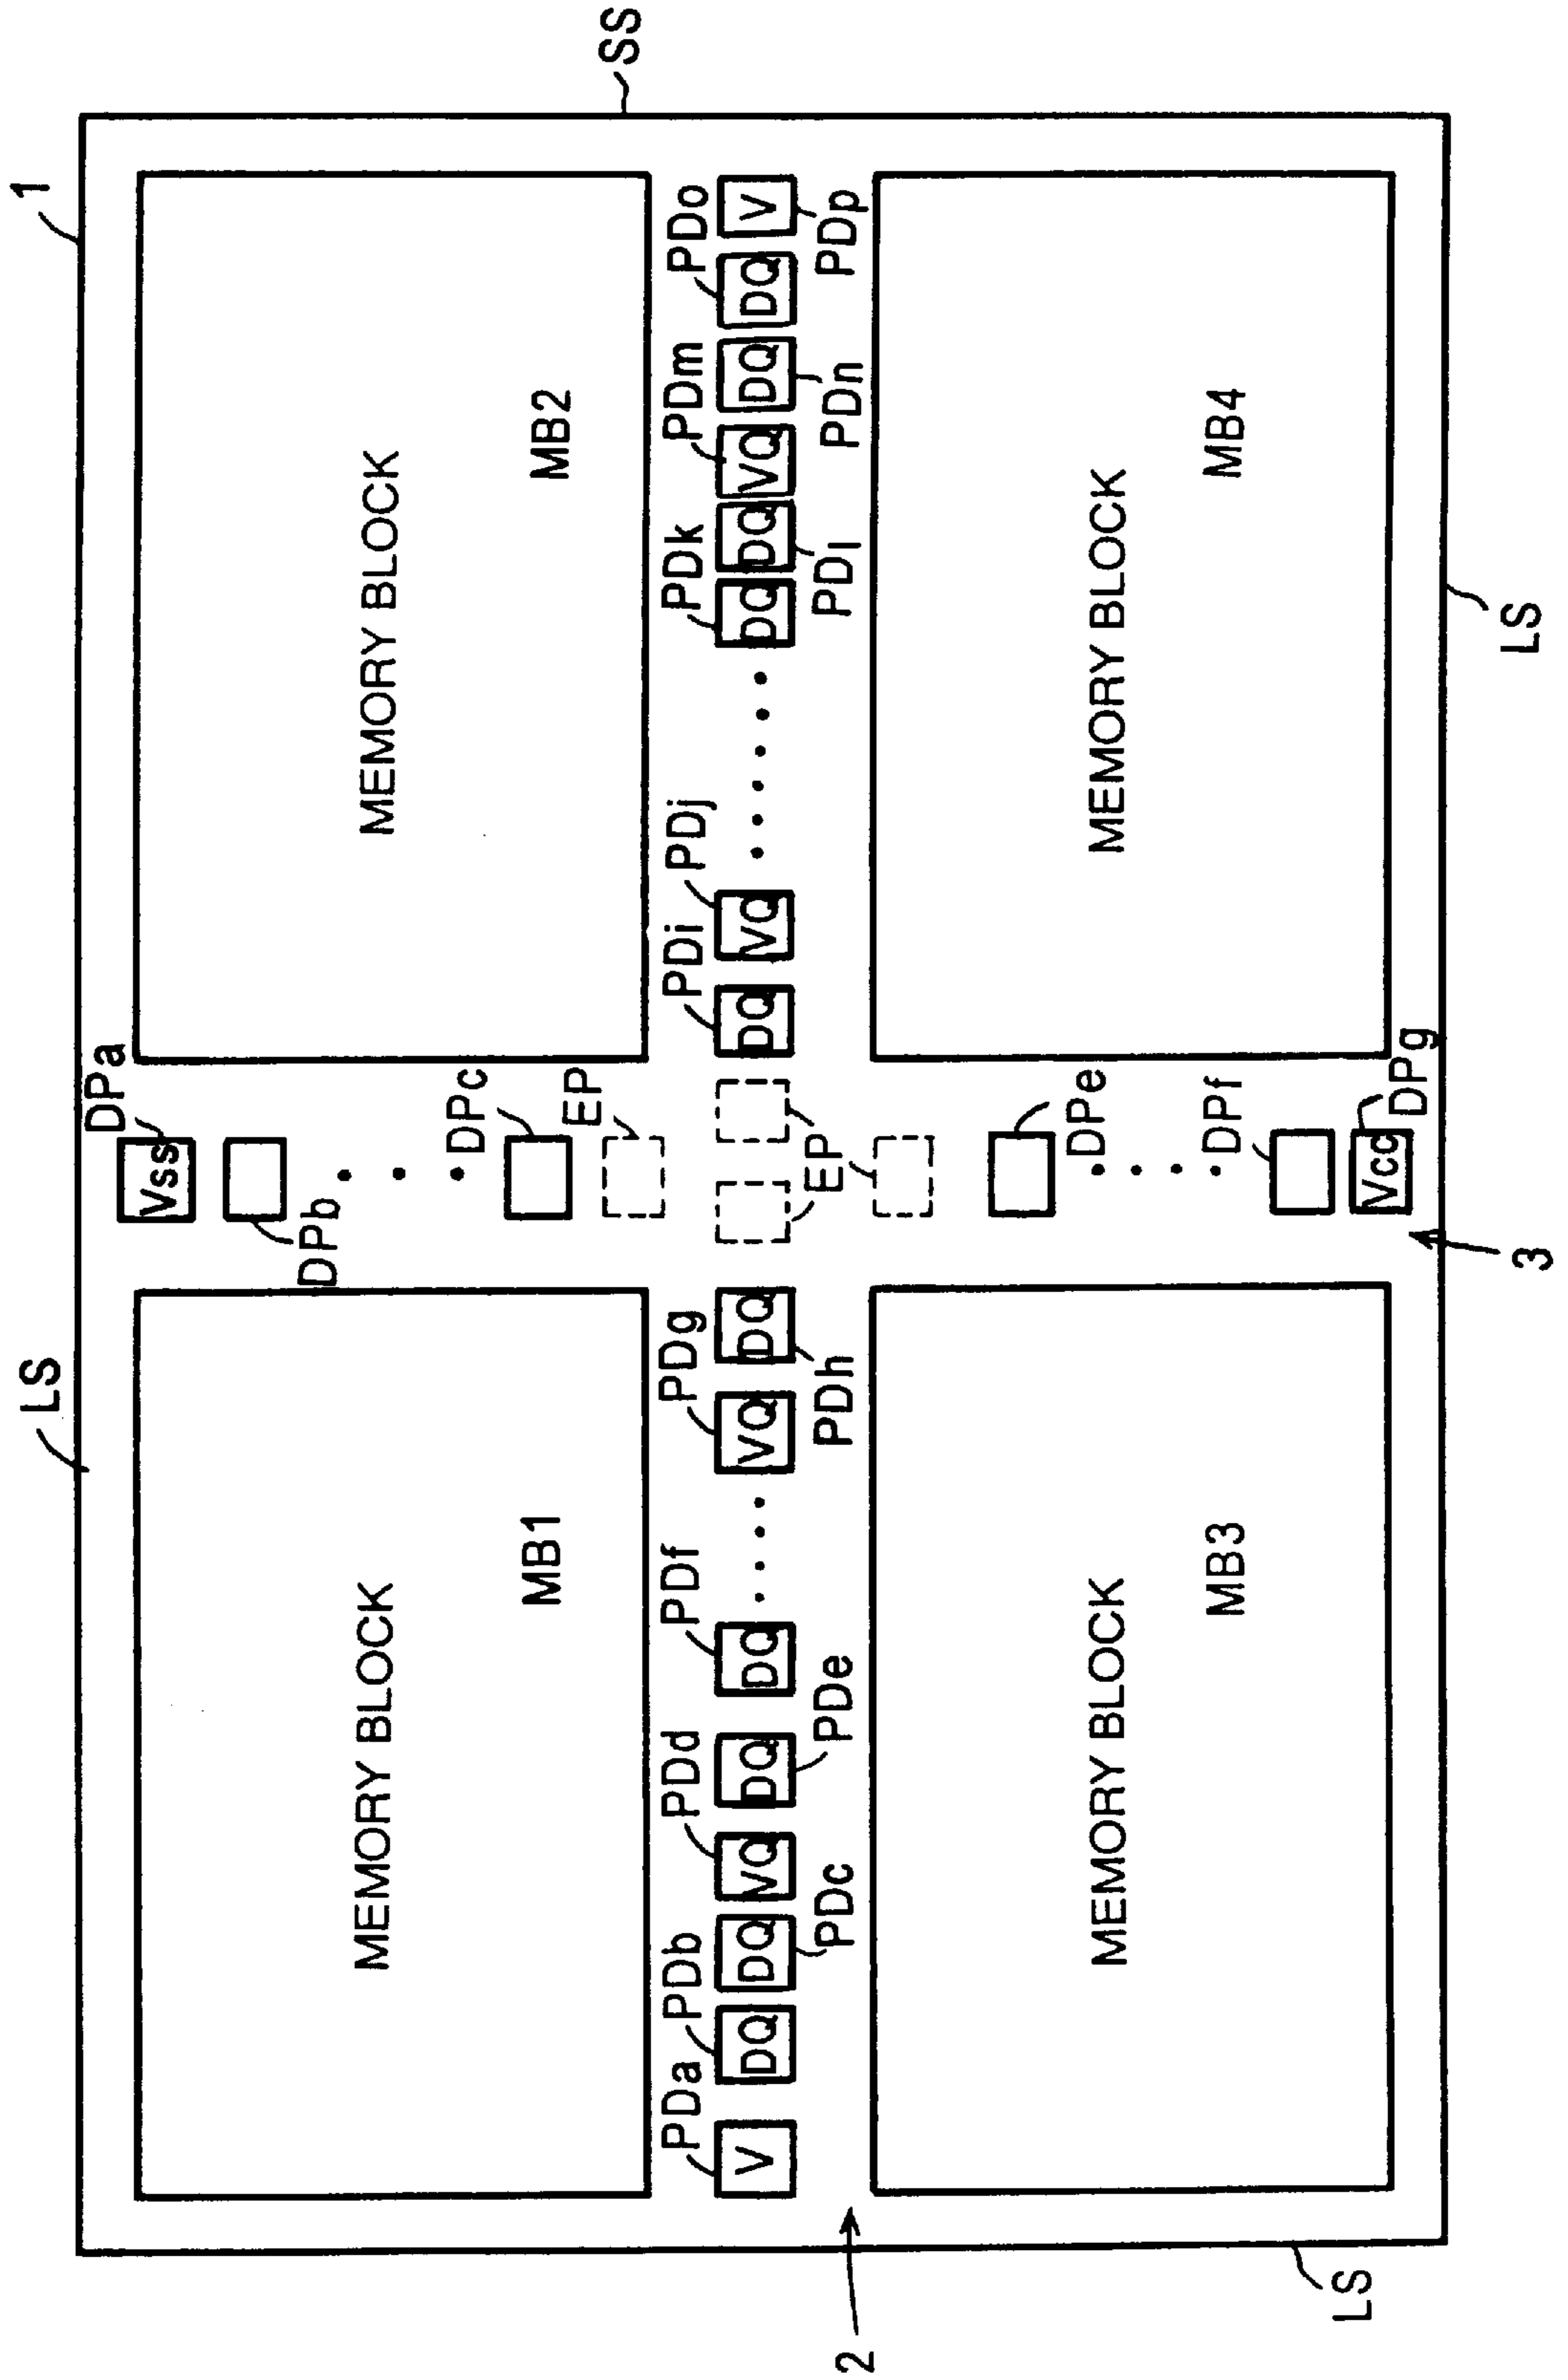 LS
1
DPa
Vss
DPb
MEMORY BLOCK
MEMORY BLOCK
DPc
MB1
MB2
EP
SS
PDa PDb PDd PDf PDg PDi PDj PDk PDm PDo
V DQ DQ VQ DQ DQ VQ DQ DQ VQ DQ DQ VQ DQ DQ V
PDc PDe PDh EP PDl PDn PDp
2
DPe
MEMORY BLOCK
MEMORY BLOCK
MB3
DPf
MB4
Vcc
DPg
LS
3
LS